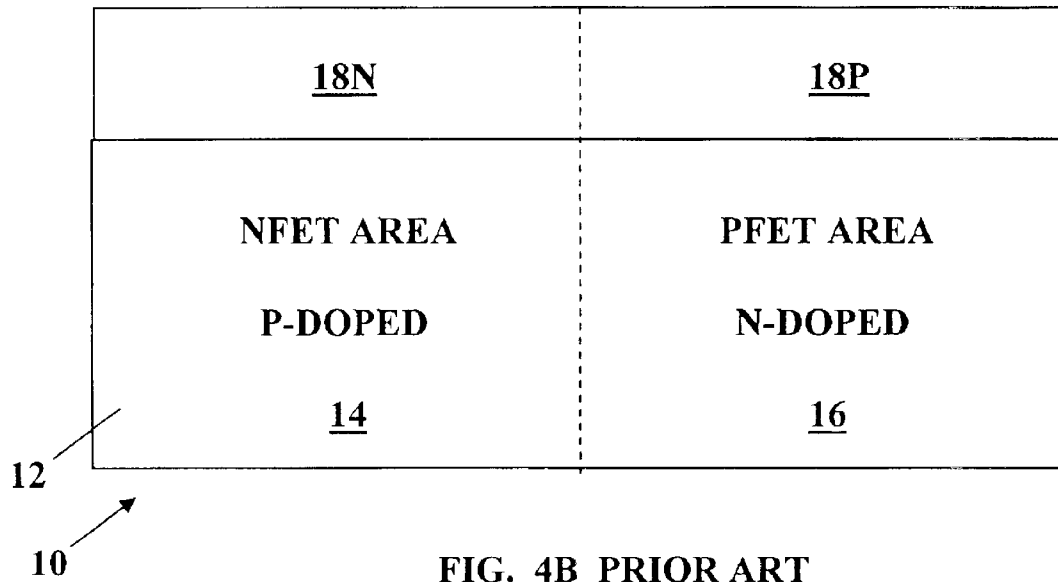 18N 18P
NFET AREA PFET AREA
P-DOPED N-DOPED
14 16
12
10
FIG. 4B PRIOR ART